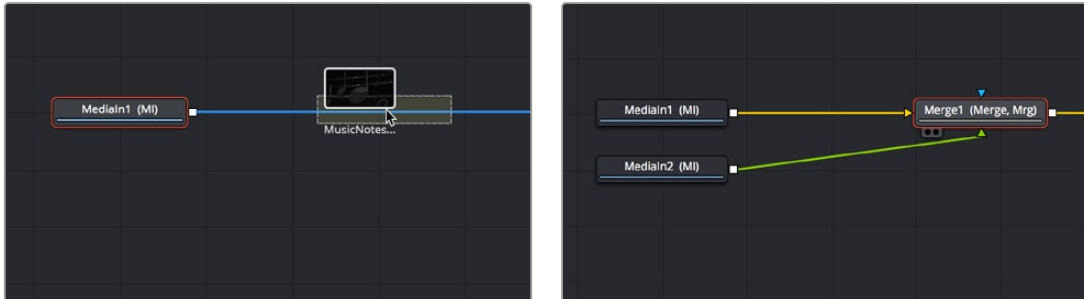 MediaIn1 (MI)
MusicNotes...
MediaIn1 (MI)
Merge1 (Merge, Mrg)
MediaIn2 (MI)